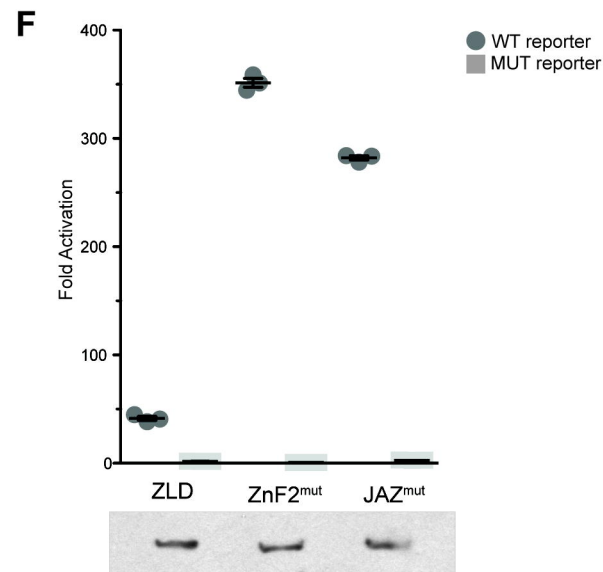 F
400
300
200
100
0
Fold Activation
WT reporter
MUT reporter
ZLD ZnF2mut JAZmut